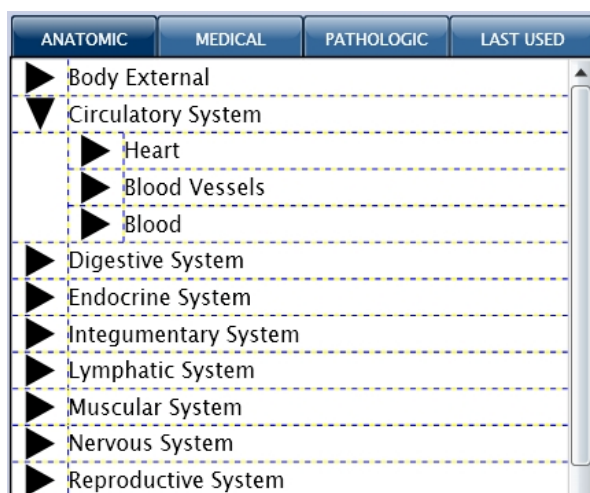 ANATOMIC MEDICAL PATHOLOGIC LAST USED
Body External
Circulatory System
Heart
Blood Vessels
Blood
Digestive System
Endocrine System
Integumentary System
Lymphatic System
Muscular System
Nervous System
Reproductive System